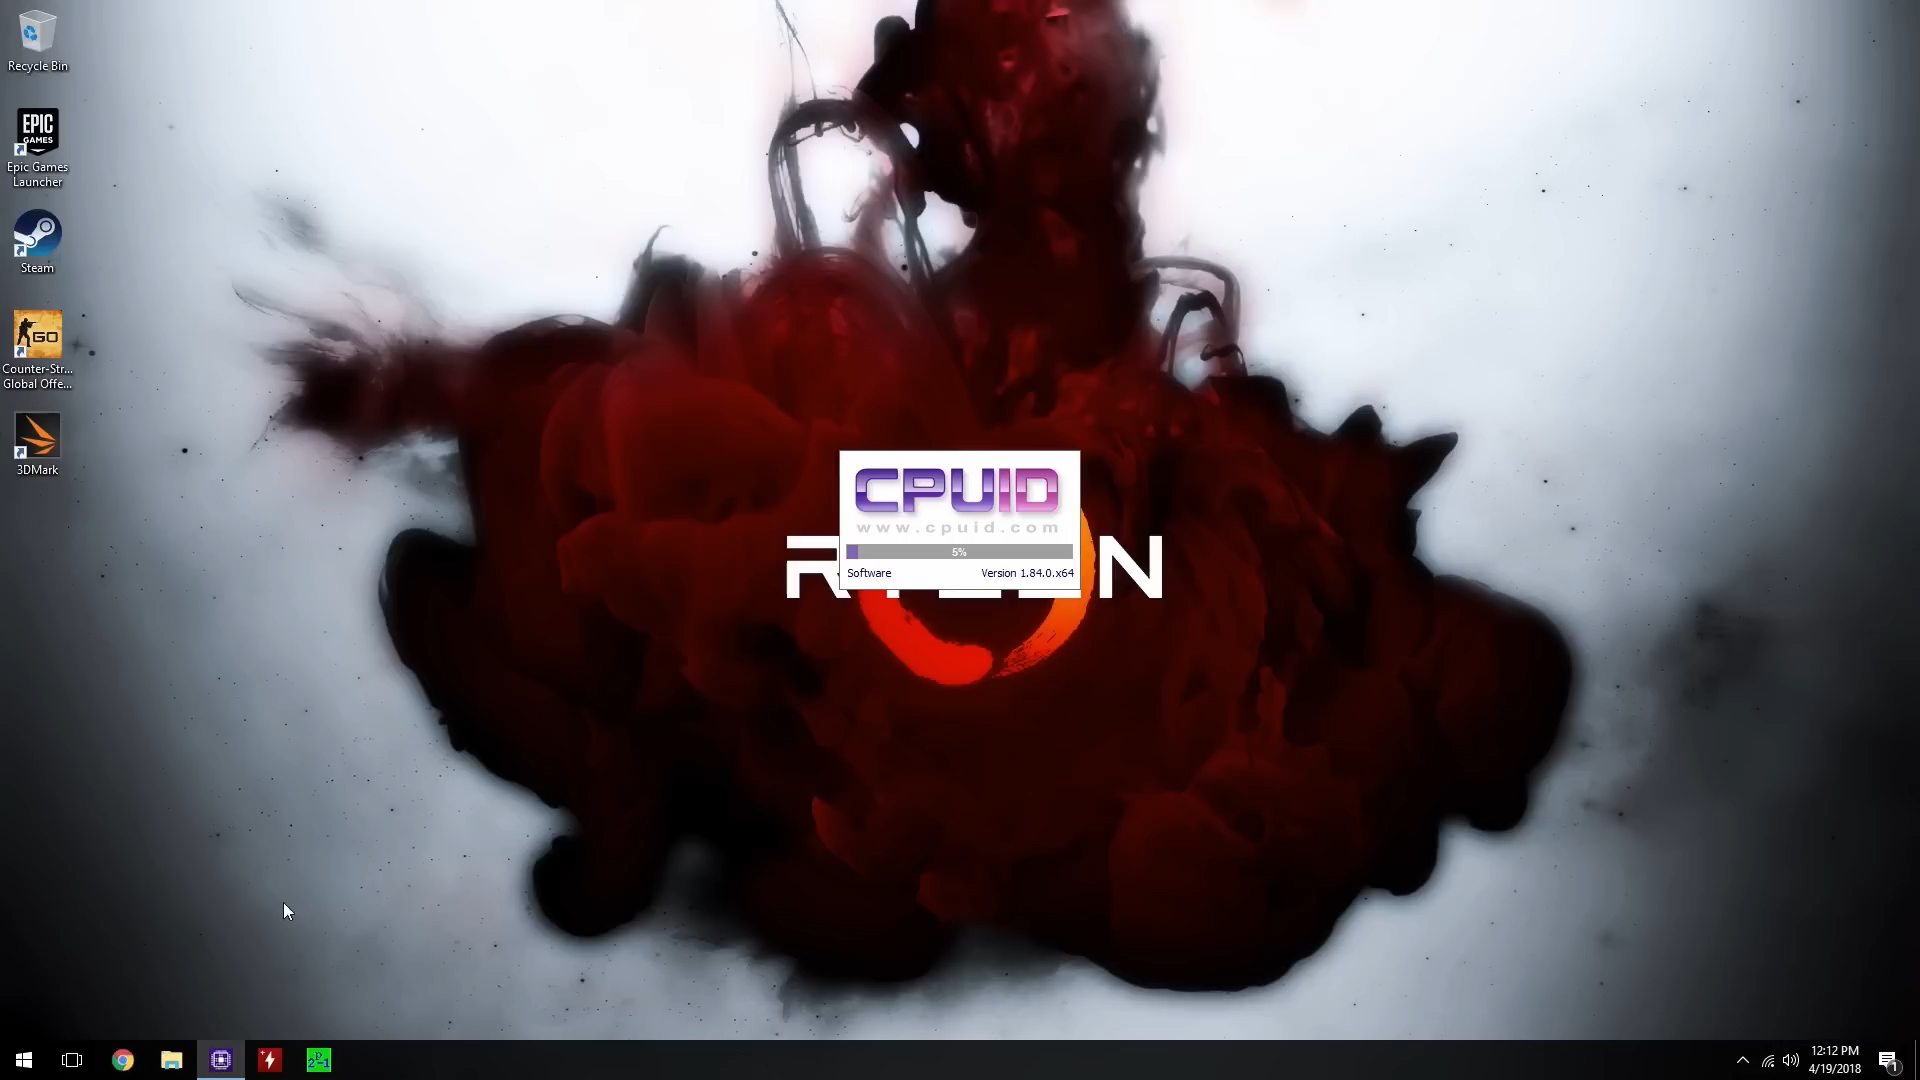 Recycle Bin
EPIC
GAMES
Epic Games
Launcher
Steam
GO
Counter-Str...
Global Offe...
3DMark
CPUID
www.cpuid.com
5%
Software Version 1.84.0.x64
N
12:12 PM
4/19/2018
1